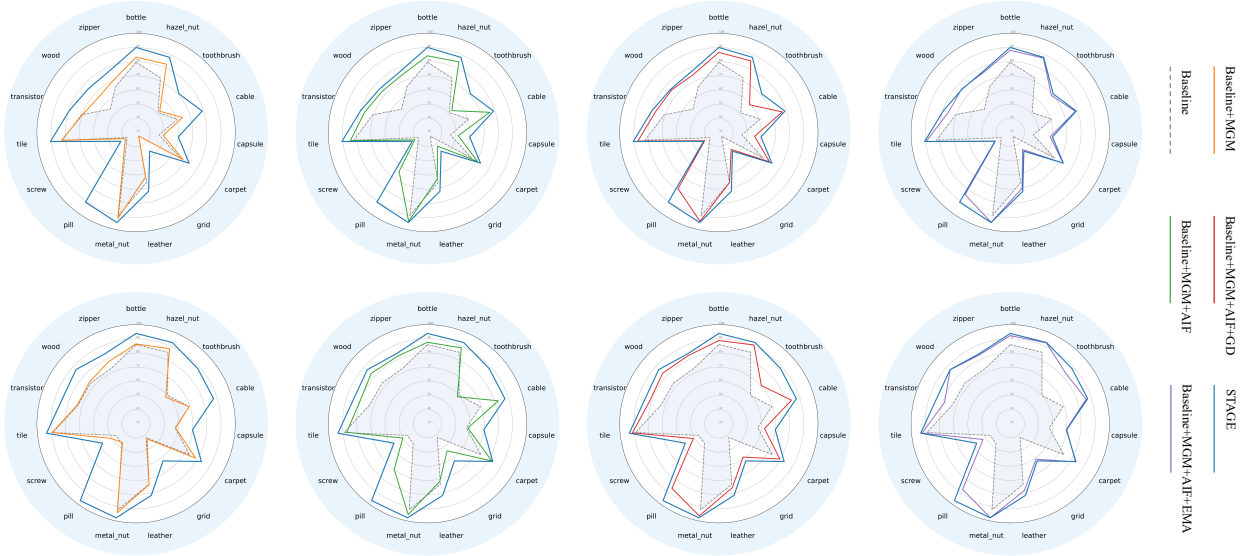 bottle
zipper hazel_nut
wood toothbrush
transistor cable
tile capsule
screw carpet
pill grid
metal_nut leather
bottle
zipper hazel_nut
wood toothbrush
transistor cable
tile capsule
screw carpet
pill grid
metal_nut leather
bottle
zipper hazel_nut
wood toothbrush
transistor cable
tile capsule
screw carpet
pill grid
metal_nut leather
bottle
zipper hazel_nut
wood toothbrush
transistor cable
tile capsule
screw carpet
pill grid
metal_nut leather
bottle
zipper hazel_nut
wood toothbrush
transistor cable
tile capsule
screw carpet
pill grid
metal_nut leather
bottle
zipper hazel_nut
wood toothbrush
transistor cable
tile capsule
screw carpet
pill grid
metal_nut leather
bottle
zipper hazel_nut
wood toothbrush
transistor cable
tile capsule
screw carpet
pill grid
metal_nut leather
bottle
zipper hazel_nut
wood toothbrush
transistor cable
tile capsule
screw carpet
pill grid
metal_nut leather
Baseline+MGM
Baseline+MGM+AIF+GD
STAGE
Baseline
Baseline+MGM+AIF
Baseline+MGM+AIF+EMA